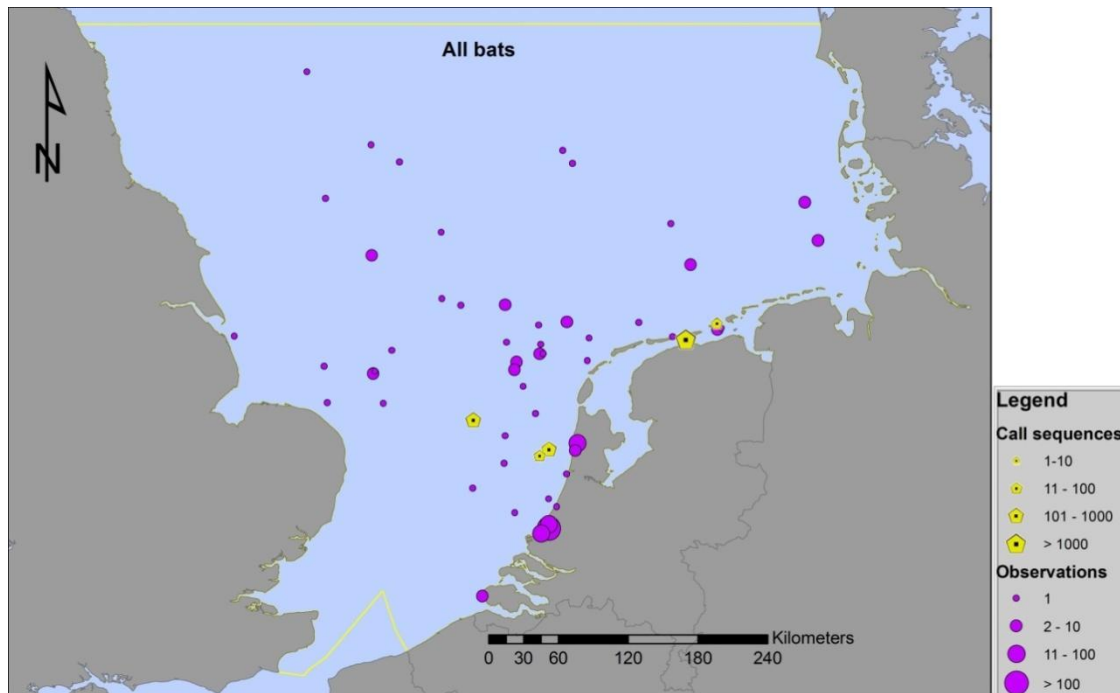 All bats
N
Kilometers
0 30 60 120 180 240
Legend
Call sequences
1-10
11 - 100
101 - 1000
> 1000
Observations
1
2 - 10
11 - 100
> 100